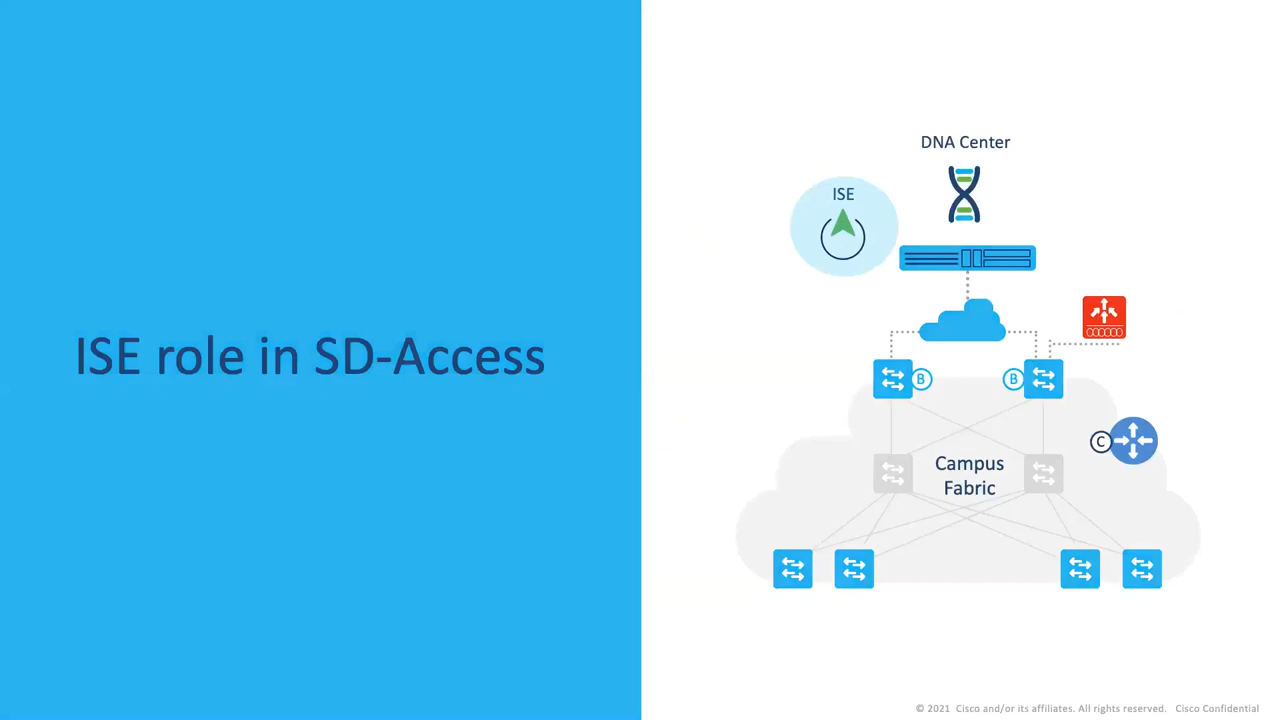 ISE role in SD-Access
DNA Center
ISE
B
B
C
Campus
Fabric
© 2021 Cisco and/or its affiliates. All rights reserved. Cisco Confidential